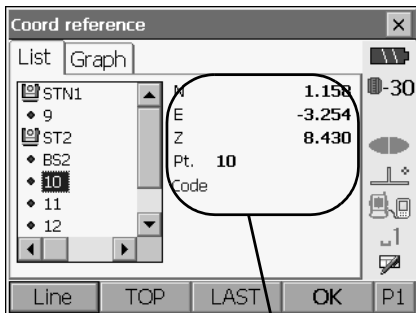 Coord reference
List Graph
STN1
9
ST2
BS2
10
11
12
N 1.158
E -3.254
Z 8.430
Pt. 10
Code
-30
1
Line TOP LAST OK P1